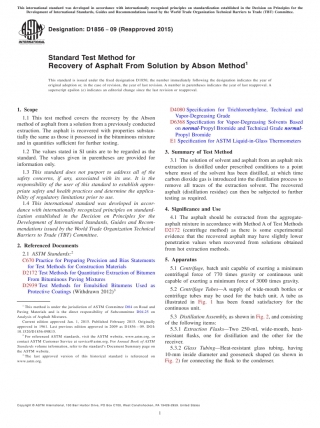 This international standard was developed in accordance with internationally recognized principles on standardization established in the Decision on Principles for the
Development of International Standards, Guides and Recommendations issued by the World Trade Organization Technical Barriers to Trade (TBT) Committee.
INTERNATIONAL
Designation: D1856 − 09 (Reapproved 2015)
Standard Test Method for
Recovery of Asphalt From Solution by Abson Method1
This standard is issued under the fixed designation D1856; the number immediately following the designation indicates the year of
original adoption or, in the case of revision, the year of last revision. A number in parentheses indicates the year of last reapproval. A
superscript epsilon (ε) indicates an editorial change since the last revision or reapproval.
1. Scope
1.1 This test method covers the recovery by the Abson
method of asphalt from a solution from a previously conducted
extraction. The asphalt is recovered with properties substan-
tially the same as those it possessed in the bituminous mixture
and in quantities sufficient for further testing.
1.2 The values stated in SI units are to be regarded as the
standard. The values given in parentheses are provided for
information only.
1.3 This standard does not purport to address all of the
safety concerns, if any, associated with its use. It is the
responsibility of the user of this standard to establish appro-
priate safety and health practices and determine the applica-
bility of regulatory limitations prior to use.
1.4 This international standard was developed in accor-
dance with internationally recognized principles on standard-
ization established in the Decision on Principles for the
Development of International Standards, Guides and Recom-
mendations issued by the World Trade Organization Technical
Barriers to Trade (TBT) Committee.
2. Referenced Documents
2.1 ASTM Standards:2
C670 Practice for Preparing Precision and Bias Statements
for Test Methods for Construction Materials
D2172 Test Methods for Quantitative Extraction of Bitumen
From Bituminous Paving Mixtures
D2939 Test Methods for Emulsified Bitumens Used as
Protective Coatings (Withdrawn 2012)3
1 This test method is under the jurisdiction of ASTM Committee D04 on Road and
Paving Materials and is the direct responsibility of Subcommittee D04.25 on
Analysis of Asphalt Mixtures.
Current edition approved Jan. 1, 2015. Published February 2015. Originally
approved in 1961. Last previous edition approved in 2009 as D1856 – 09. DOI:
10.1520/D1856-09R15.
2 For referenced ASTM standards, visit the ASTM website, www.astm.org, or
contact ASTM Customer Service at service@astm.org. For Annual Book of ASTM
Standards volume information, refer to the standard's Document Summary page on
the ASTM website.
3 The last approved version of this historical standard is referenced on
www.astm.org.
D4080 Specification for Trichloroethylene, Technical and
Vapor-Degreasing Grade
D6368 Specification for Vapor-Degreasing Solvents Based
on normal-Propyl Bromide and Technical Grade normal-
Propyl Bromide
E1 Specification for ASTM Liquid-in-Glass Thermometers
3. Summary of Test Method
3.1 The solution of solvent and asphalt from an asphalt mix
extraction is distilled under prescribed conditions to a point
where most of the solvent has been distilled, at which time
carbon dioxide gas is introduced into the distillation process to
remove all traces of the extraction solvent. The recovered
asphalt (distillation residue) can then be subjected to further
testing as required.
4. Significance and Use
4.1 The asphalt should be extracted from the aggregate-
asphalt mixture in accordance with Method A of Test Methods
D2172 (centrifuge method) as there is some experimental
evidence that the recovered asphalt may have slightly lower
penetration values when recovered from solutions obtained
from hot extraction methods.
5. Apparatus
5.1 Centrifuge, batch unit capable of exerting a minimum
centrifugal force of 770 times gravity or continuous unit
capable of exerting a minimum force of 3000 times gravity.
5.2 Centrifuge Tubes—A supply of wide-mouth bottles or
centrifuge tubes may be used for the batch unit. A tube as
illustrated in Fig. 1 has been found satisfactory for the
continuous unit.
5.3 Distillation Assembly, as shown in Fig. 2, and consisting
of the following items:
5.3.1 Extraction Flasks—Two 250-mL, wide-mouth, heat-
resistant flasks, one for distillation and the other for the
receiver.
5.3.2 Glass Tubing—Heat-resistant glass tubing, having
10-mm inside diameter and gooseneck shaped (as shown in
Fig. 2) for connecting the flask to the condenser.
Copyright © ASTM International, 100 Barr Harbor Drive, PO Box C700, West Conshohocken, PA 19428-2959. United States
1